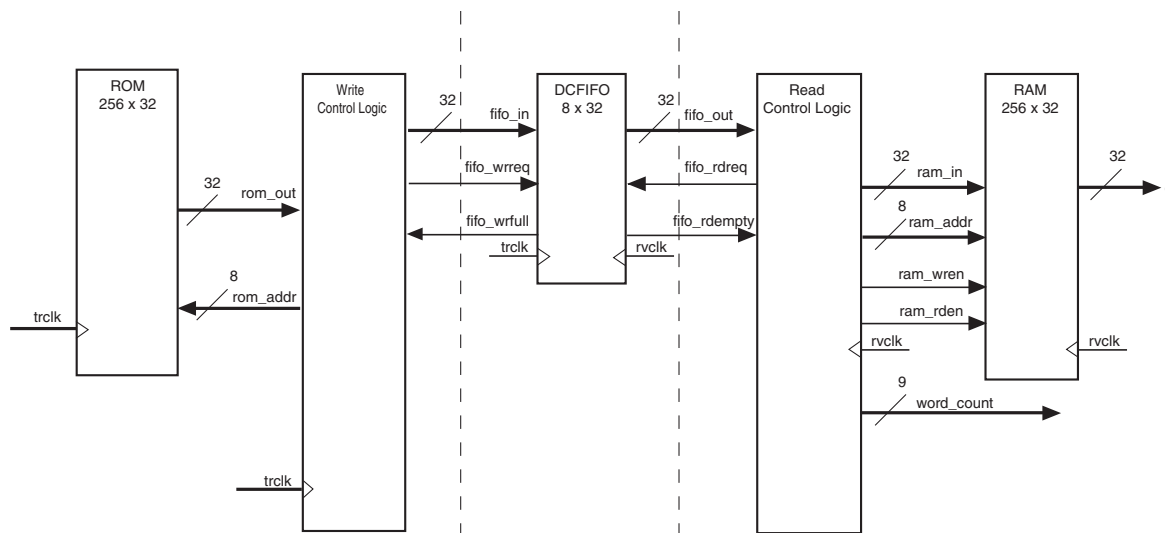 ROM
256 x 32
Write
Control Logic
DCFIFO
8 x 32
Read
Control Logic
RAM
256 x 32
32
fifo_in
32
fifo_out
fifo_wrreq
fifo_rdreq
32
ram_in
32
32
rom_out
fifo_wrfull
fifo_rdempty
8
ram_addr
trclk
rvclk
8
rom_addr
ram_wren
trclk
ram_rden
rvclk
rvclk
9
word_count
trclk